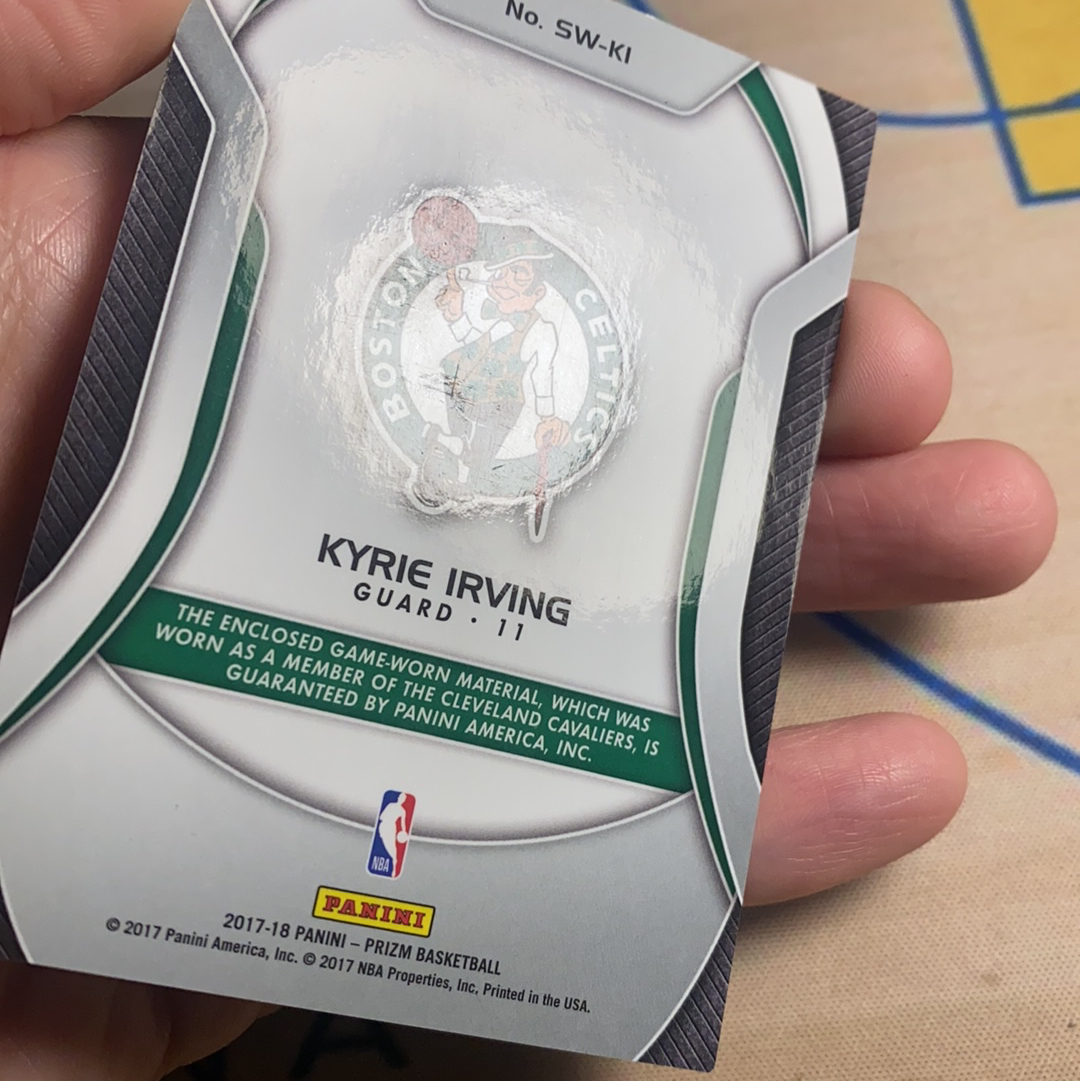 No. SW-KI
BOSTON CELTICS
KYRIE IRVING
GUARD · 11
THE ENCLOSED GAME-WORN MATERIAL, WHICH WAS
WORN AS A MEMBER OF THE CLEVELAND CAVALIERS, IS
GUARANTEED BY PANINI AMERICA, INC.
NBA
PANINI
2017-18 PANINI – PRIZM BASKETBALL
© 2017 Panini America, Inc. © 2017 NBA Properties, Inc. Printed in the USA.